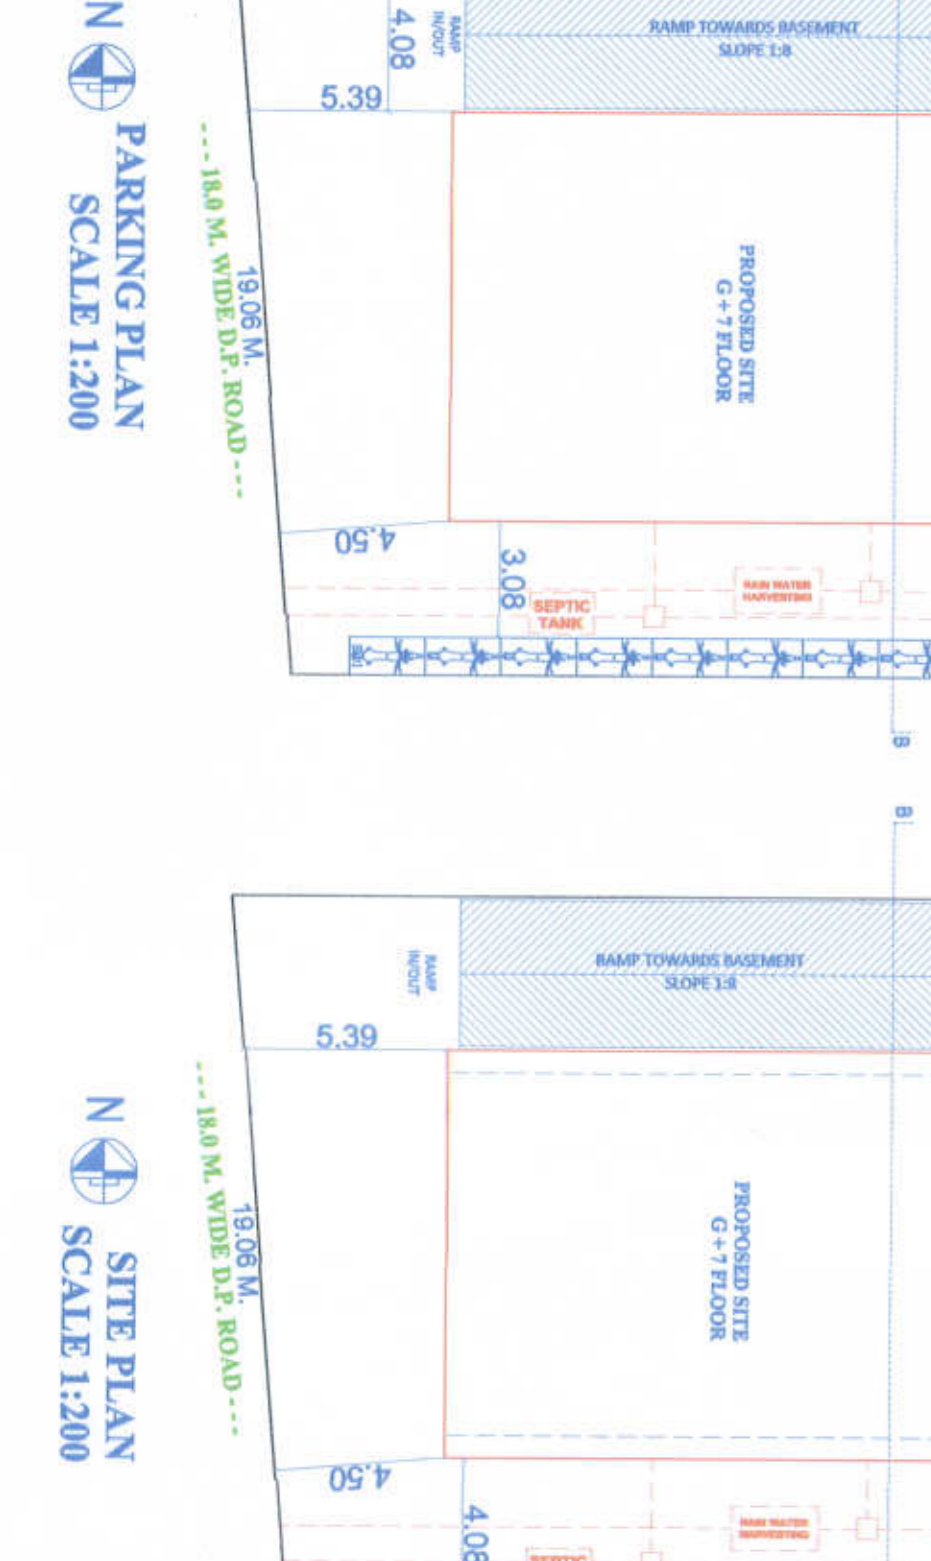 N
PARKING PLAN
SCALE 1:200
--- 18.0 M. WIDE D.P. ROAD ---
19.06 M.
5.39
4.08
RAMP
IN/OUT
RAMP TOWARDS BASEMENT
SLOPE 1:8
PROPOSED SITE
G + 7 FLOOR
4.50
3.08
SEPTIC
TANK
RAIN WATER
HARVESTING
B
B
N
SITE PLAN
SCALE 1:200
--- 18.0 M. WIDE D.P. ROAD ---
19.06 M.
5.39
RAMP
IN/OUT
RAMP TOWARDS BASEMENT
SLOPE 1:8
PROPOSED SITE
G + 7 FLOOR
4.50
4.08
RAIN WATER
HARVESTING
SEPTIC